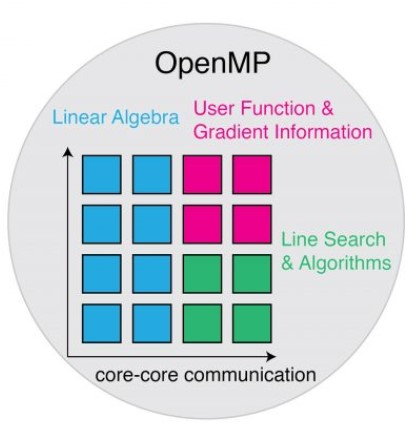 OpenMP
Linear Algebra
User Function &
Gradient Information
Line Search
& Algorithms
core-core communication